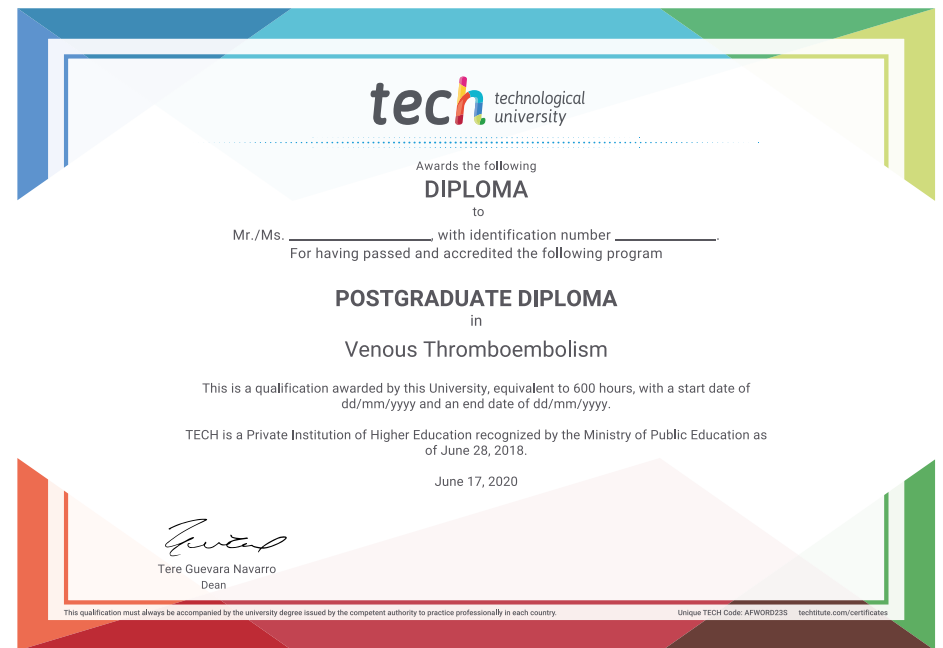 tech technological
university
Awards the following
DIPLOMA
to
Mr./Ms. ________________, with identification number ____________.
For having passed and accredited the following program
POSTGRADUATE DIPLOMA
in
Venous Thromboembolism
This is a qualification awarded by this University, equivalent to 600 hours, with a start date of
dd/mm/yyyy and an end date of dd/mm/yyyy.
TECH is a Private Institution of Higher Education recognized by the Ministry of Public Education as
of June 28, 2018.
June 17, 2020
Tere Guevara Navarro
Dean
This qualification must always be accompanied by the university degree issued by the competent authority to practice professionally in each country.
Unique TECH Code: AFWORD23S techtitute.com/certificates